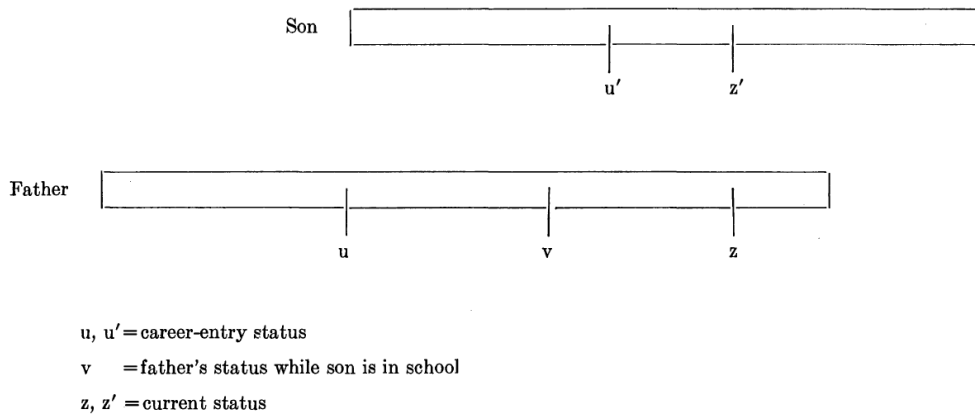 Son
u′ z′
Father
u v z
u, u′=career-entry status
v =father's status while son is in school
z, z′ =current status